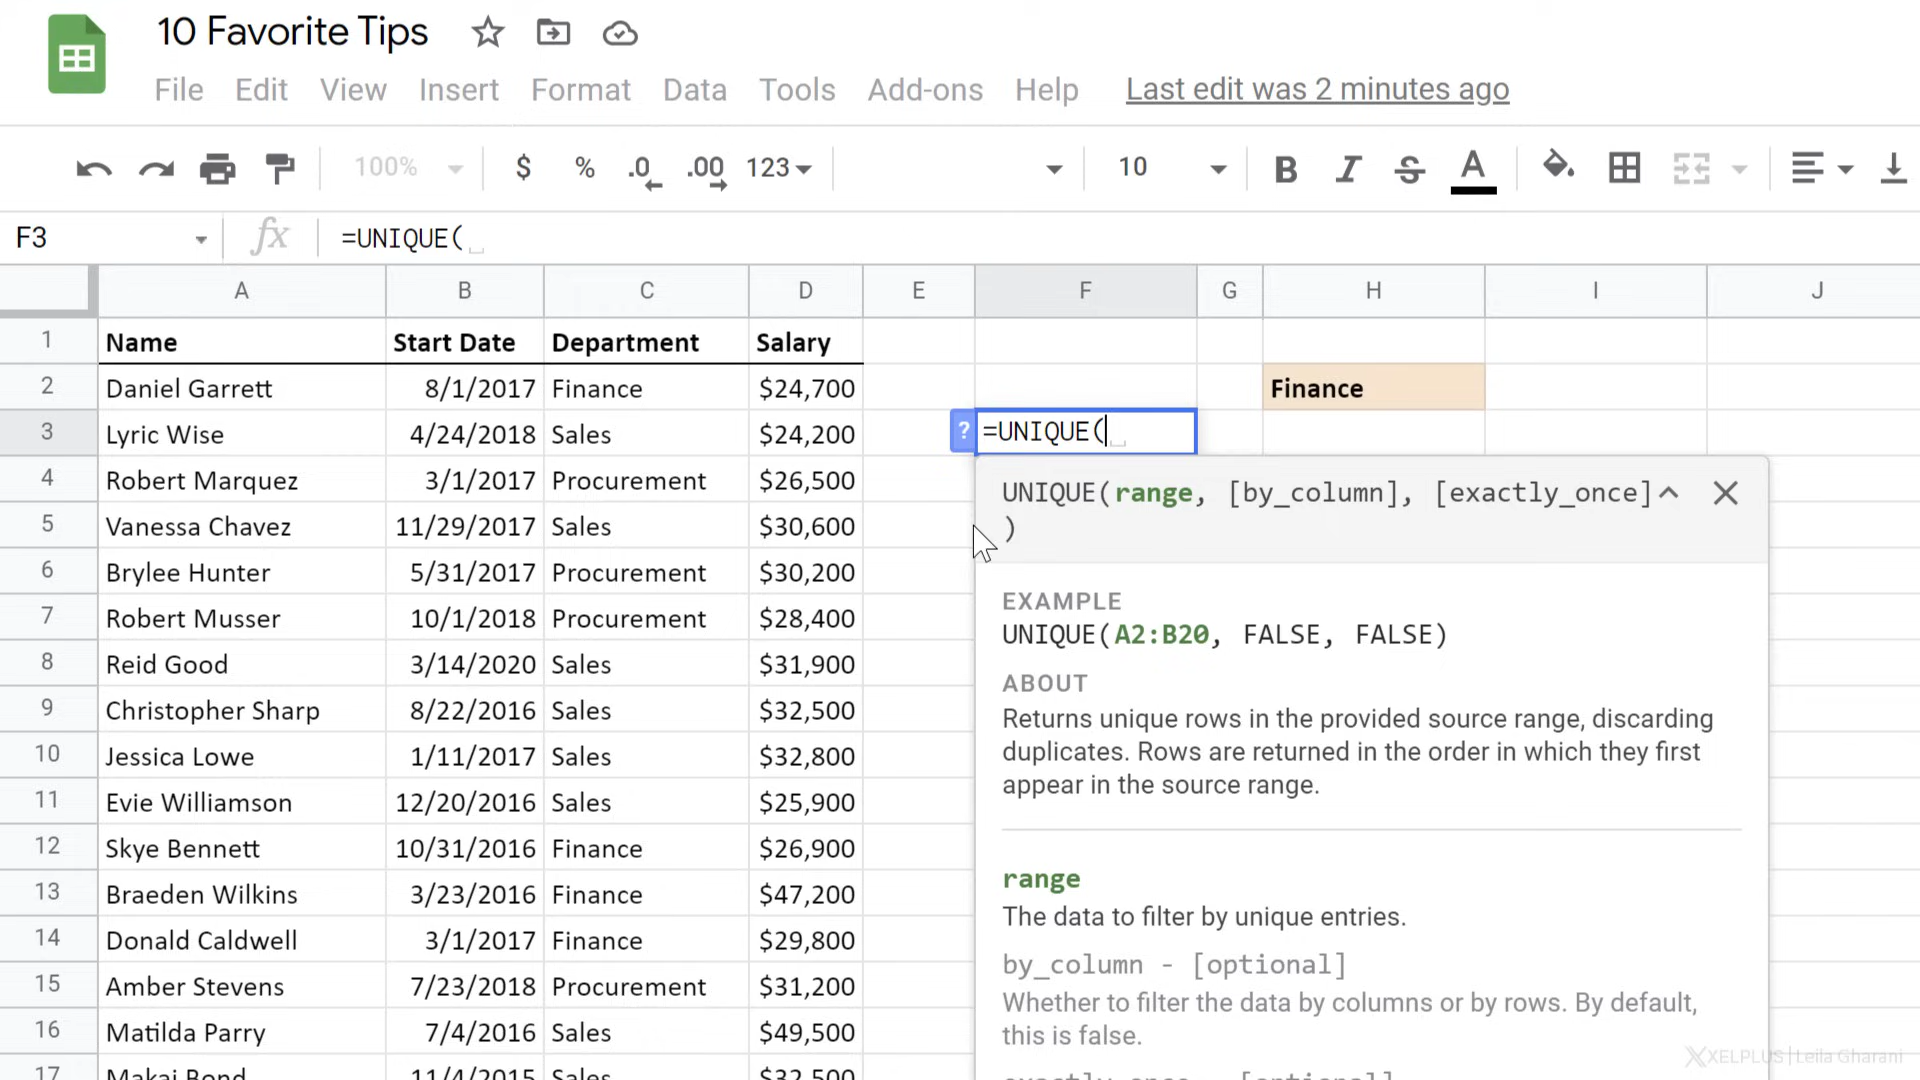 10 Favorite Tips
File Edit View Insert Format Data Tools Add-ons Help Last edit was 2 minutes ago
100% $ % .0 .00 123 10 B I S A
F3 fx =UNIQUE(
A B C D E F G H I J
1 Name Start Date Department Salary
2 Daniel Garrett 8/1/2017 Finance $24,700 Finance
3 Lyric Wise 4/24/2018 Sales $24,200 ? =UNIQUE(
4 Robert Marquez 3/1/2017 Procurement $26,500
5 Vanessa Chavez 11/29/2017 Sales $30,600
6 Brylee Hunter 5/31/2017 Procurement $30,200
7 Robert Musser 10/1/2018 Procurement $28,400
8 Reid Good 3/14/2020 Sales $31,900
9 Christopher Sharp 8/22/2016 Sales $32,500
10 Jessica Lowe 1/11/2017 Sales $32,800
11 Evie Williamson 12/20/2016 Sales $25,900
12 Skye Bennett 10/31/2016 Finance $26,900
13 Braeden Wilkins 3/23/2016 Finance $47,200
14 Donald Caldwell 3/1/2017 Finance $29,800
15 Amber Stevens 7/23/2018 Procurement $31,200
16 Matilda Parry 7/4/2016 Sales $49,500
17 Makai Bond 11/4/2015 Sales $32,500
UNIQUE(range, [by_column], [exactly_once]
)
EXAMPLE
UNIQUE(A2:B20, FALSE, FALSE)
ABOUT
Returns unique rows in the provided source range, discarding
duplicates. Rows are returned in the order in which they first
appear in the source range.
range
The data to filter by unique entries.
by_column - [optional]
Whether to filter the data by columns or by rows. By default,
this is false.
exactly_once - [optional]
XELPLUS | Leila Gharani